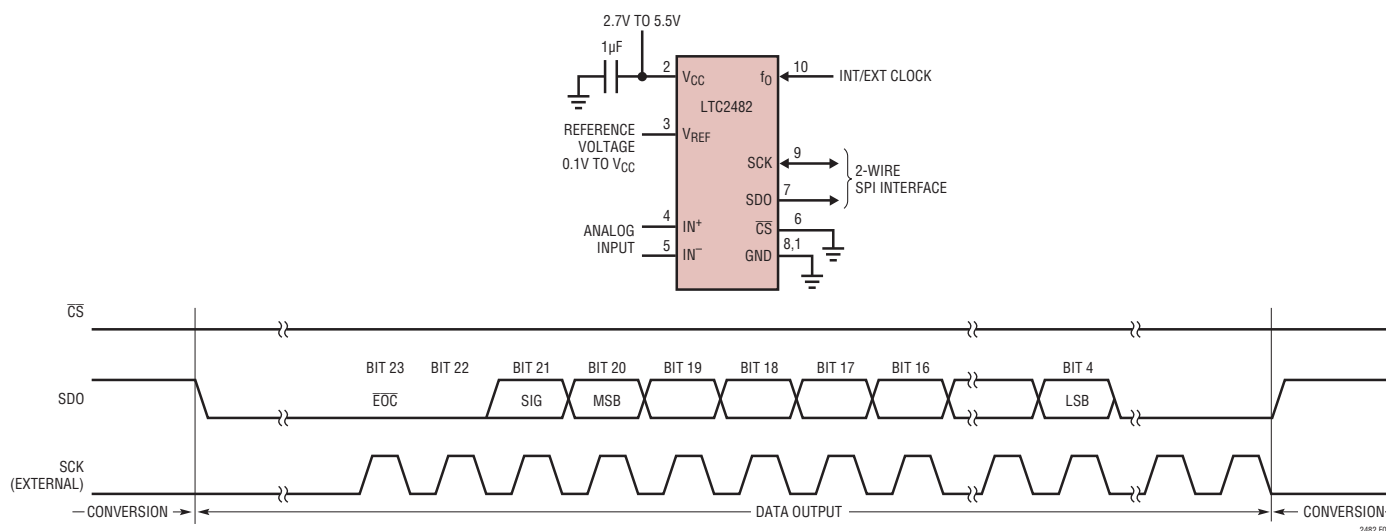 2.7V TO 5.5V
1µF
2 VCC
fO 10 INT/EXT CLOCK
LTC2482
REFERENCE VOLTAGE 0.1V TO VCC
3 VREF
SCK 9
2-WIRE SPI INTERFACE
SDO 7
ANALOG INPUT
4 IN+
5 IN−
CS 6
GND 8,1
CS
BIT 23 BIT 22 BIT 21 BIT 20 BIT 19 BIT 18 BIT 17 BIT 16 BIT 4
SDO EOC SIG MSB LSB
SCK
(EXTERNAL)
CONVERSION DATA OUTPUT CONVERSION